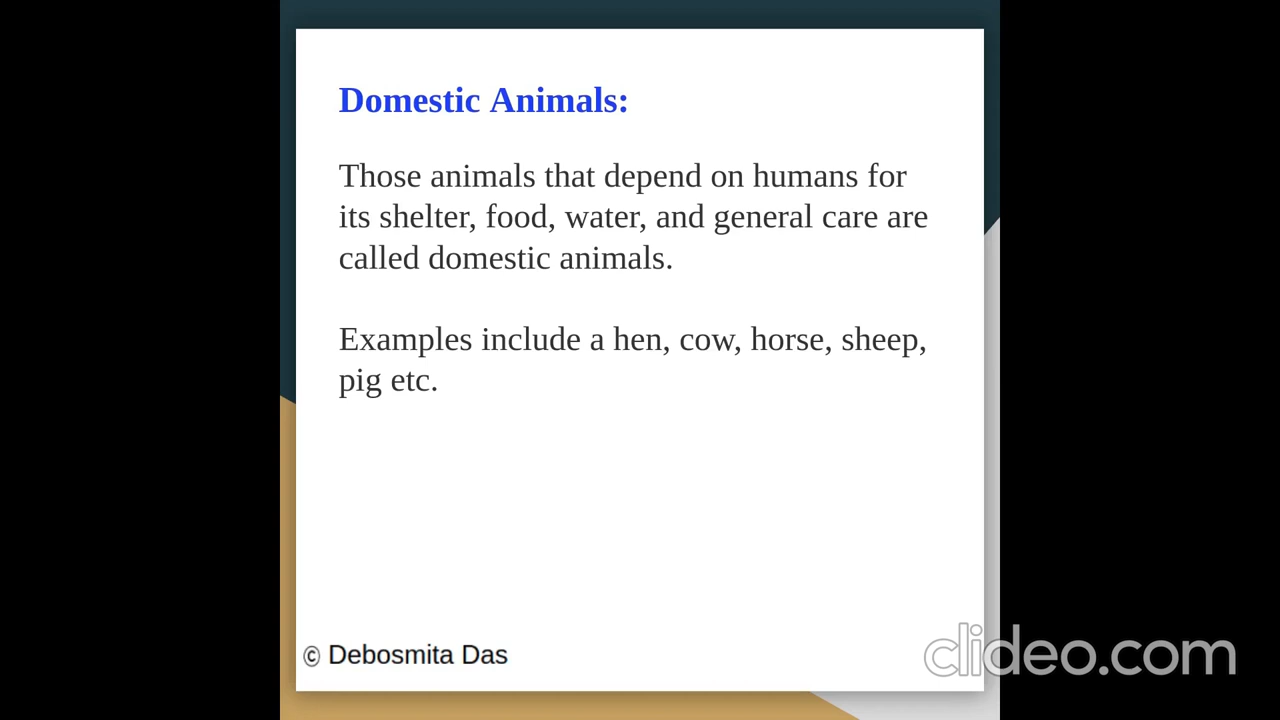 Domestic Animals:
Those animals that depend on humans for
its shelter, food, water, and general care are
called domestic animals.
Examples include a hen, cow, horse, sheep,
pig etc.
© Debosmita Das
clideo.com